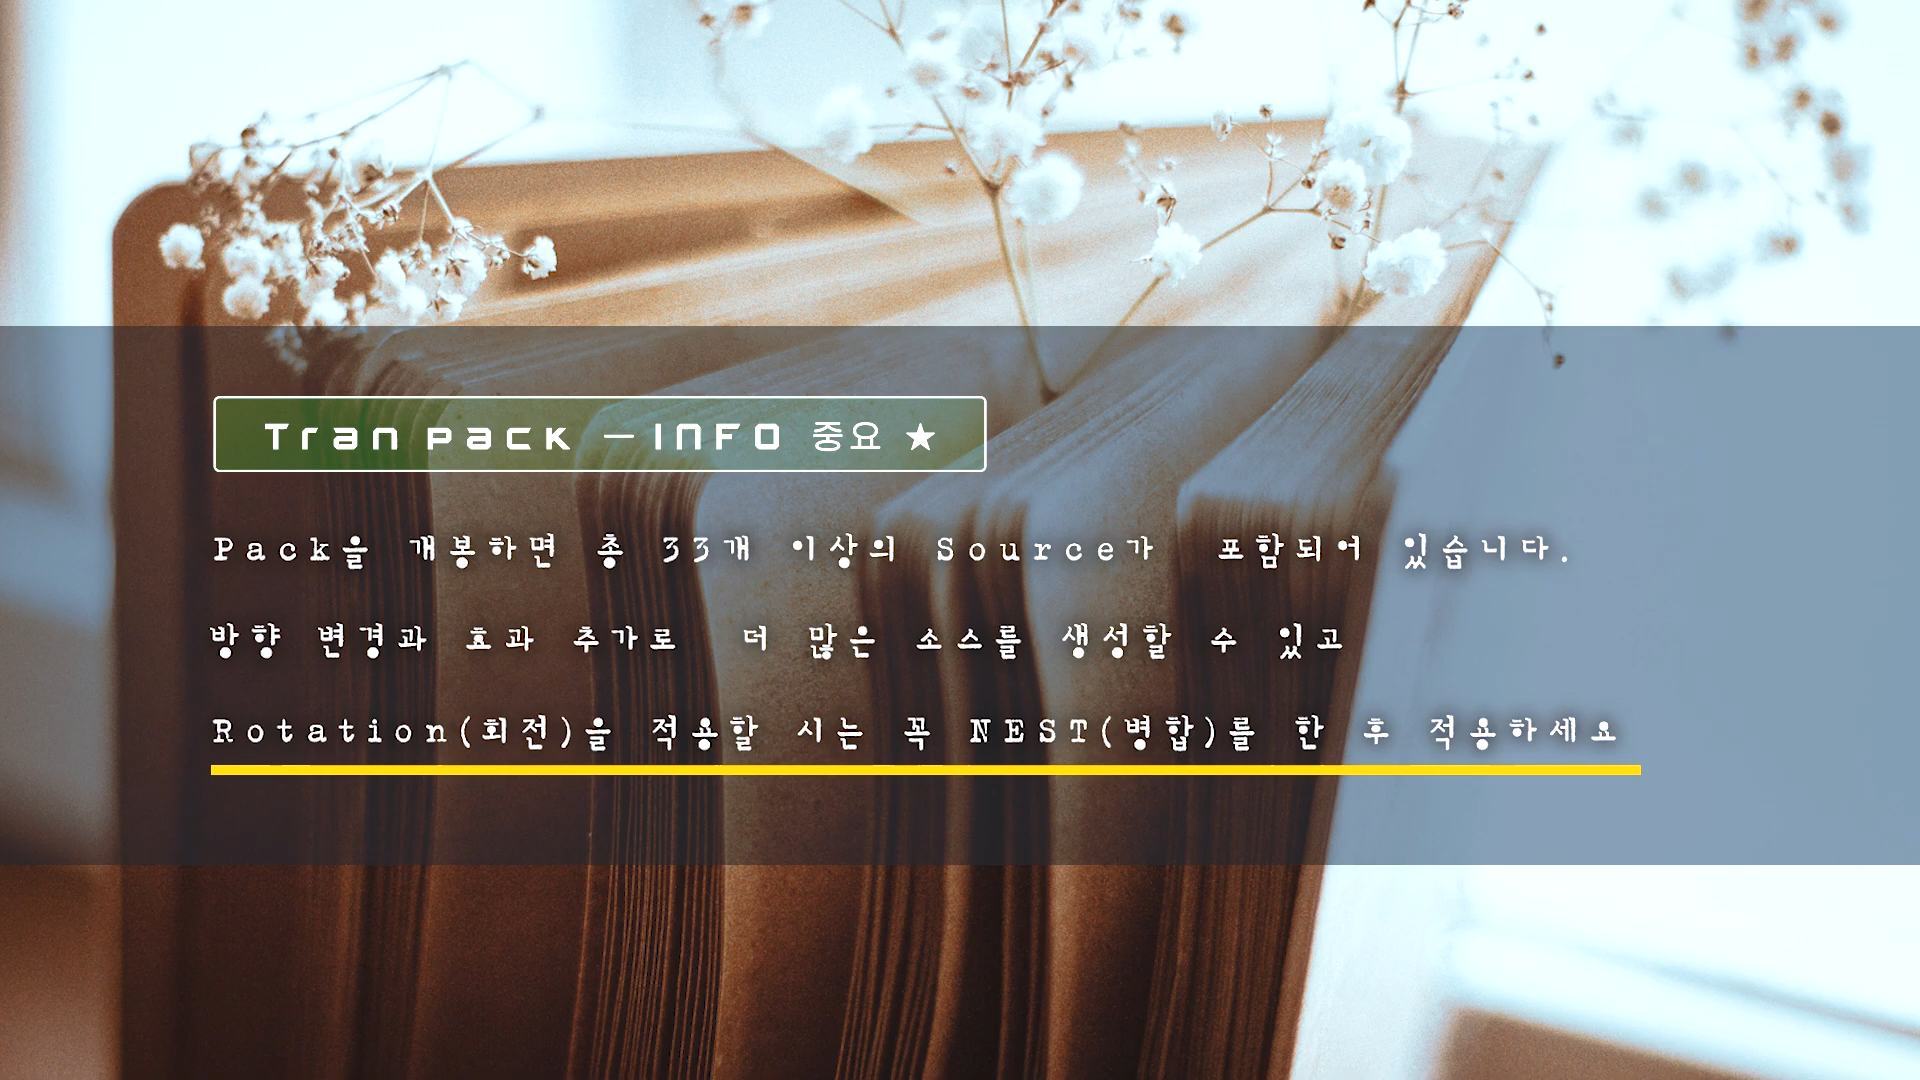 Tran pack – INFO 중요 ★
Pack을 개봉하면 총 33개 이상의 Source가 포함되어 있습니다.
방향 변경과 효과 추가로 더 많은 소스를 생성할 수 있고
Rotation(회전)을 적용할 시는 꼭 NEST(병합)를 한 후 적용하세요